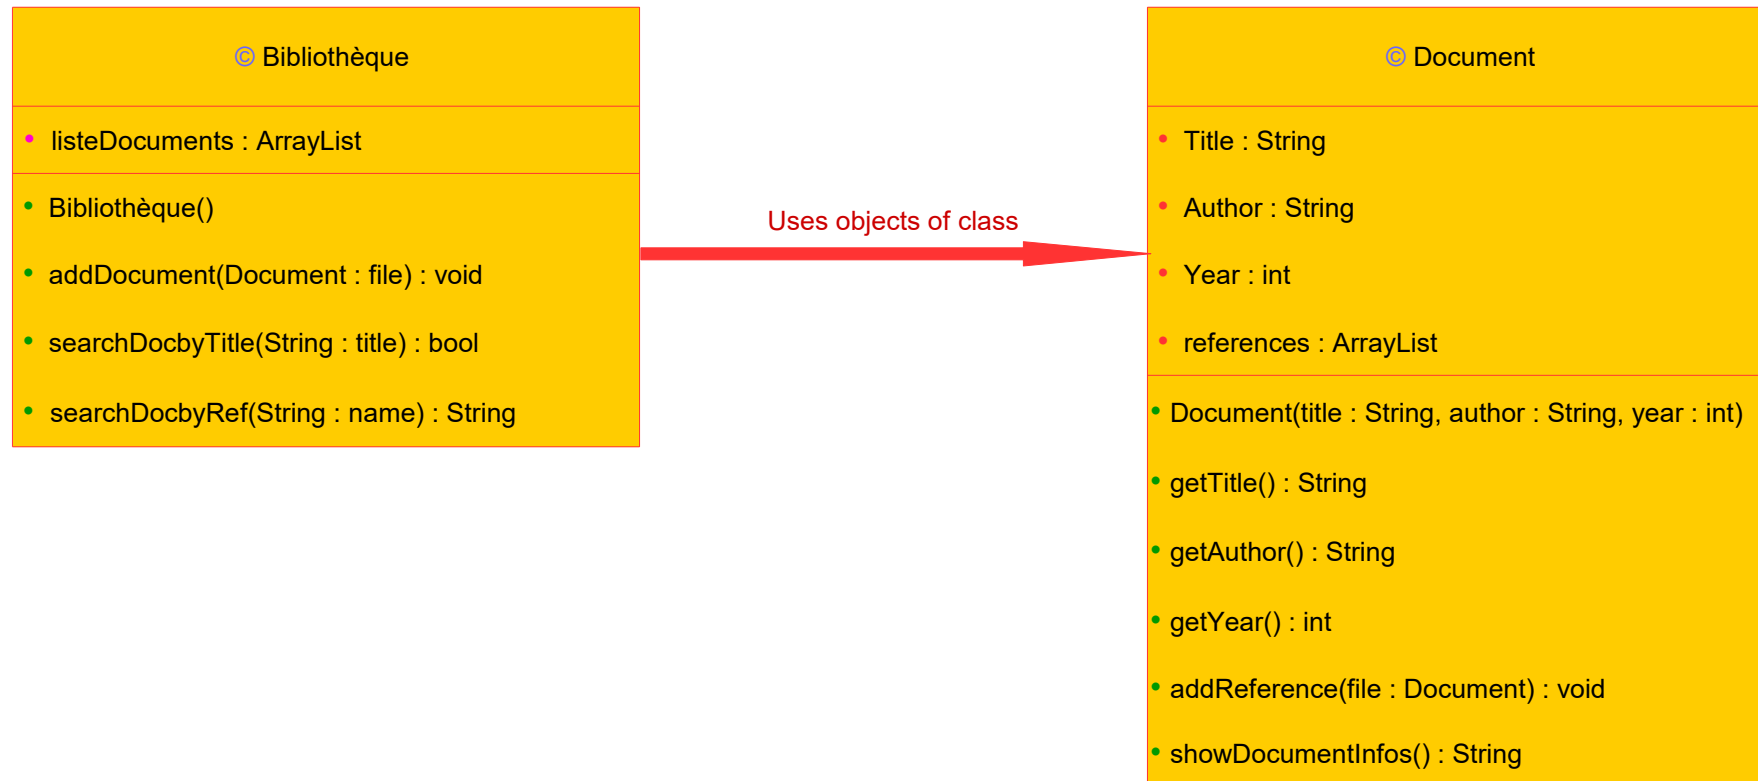 © Bibliothèque
• listeDocuments : ArrayList
• Bibliothèque()
• addDocument(Document : file) : void
• searchDocbyTitle(String : title) : bool
• searchDocbyRef(String : name) : String
Uses objects of class
© Document
• Title : String
• Author : String
• Year : int
• references : ArrayList
• Document(title : String, author : String, year : int)
• getTitle() : String
• getAuthor() : String
• getYear() : int
• addReference(file : Document) : void
• showDocumentInfos() : String